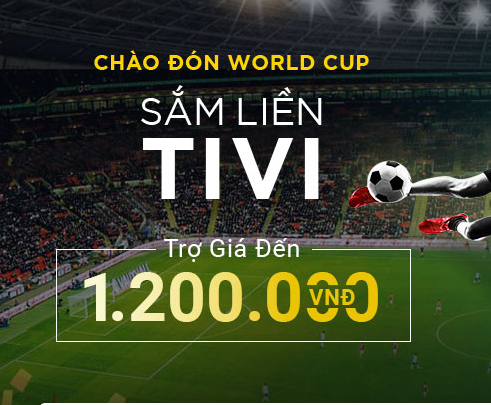 CHÀO ĐÓN WORLD CUP
SẮM LIỀN
TIVI
Trợ Giá Đến
1.200.000 VNĐ